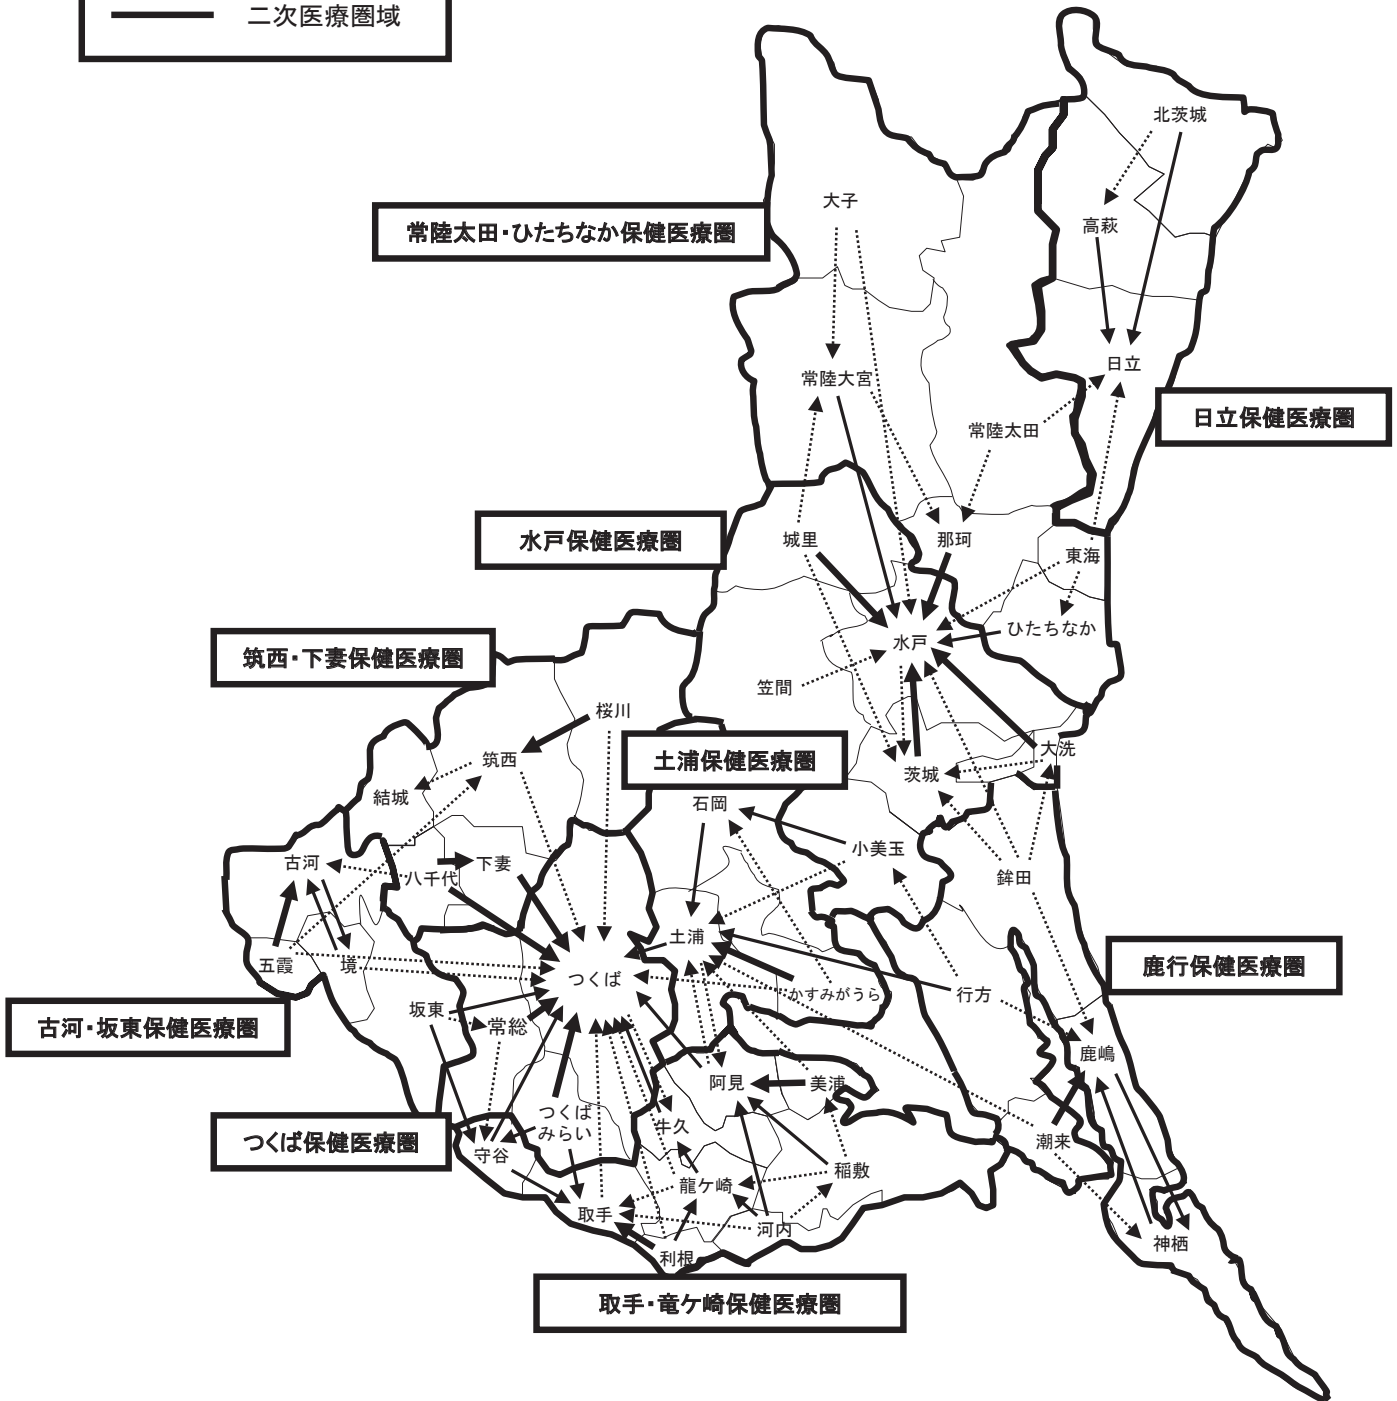 二次医療圏域
北茨城
大子
高萩
常陸太田・ひたちなか保健医療圏
日立
常陸大宮
日立保健医療圏
常陸太田
水戸保健医療圏
城里
那珂
東海
ひたちなか
水戸
筑西・下妻保健医療圏
笠間
桜川
大洗
筑西
土浦保健医療圏
茨城
結城
石岡
小美玉
古河
下妻
八千代
鉾田
土浦
五霞
境
つくば
鹿行保健医療圏
かすみがうら
行方
坂東
常総
古河・坂東保健医療圏
鹿嶋
阿見
美浦
つくば
みらい
牛久
つくば保健医療圏
潮来
守谷
稲敷
龍ケ崎
取手
河内
神栖
利根
取手・竜ケ崎保健医療圏